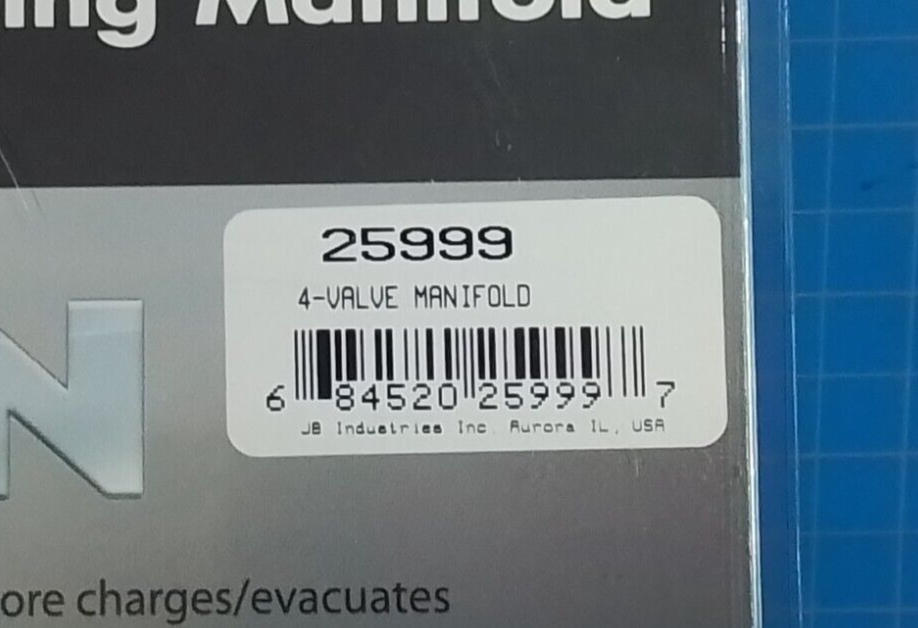 ing Manifold
25999
4-VALVE MANIFOLD
6 84520 25999 7
JB Industries Inc. Aurora IL, USA
N
ore charges/evacuates